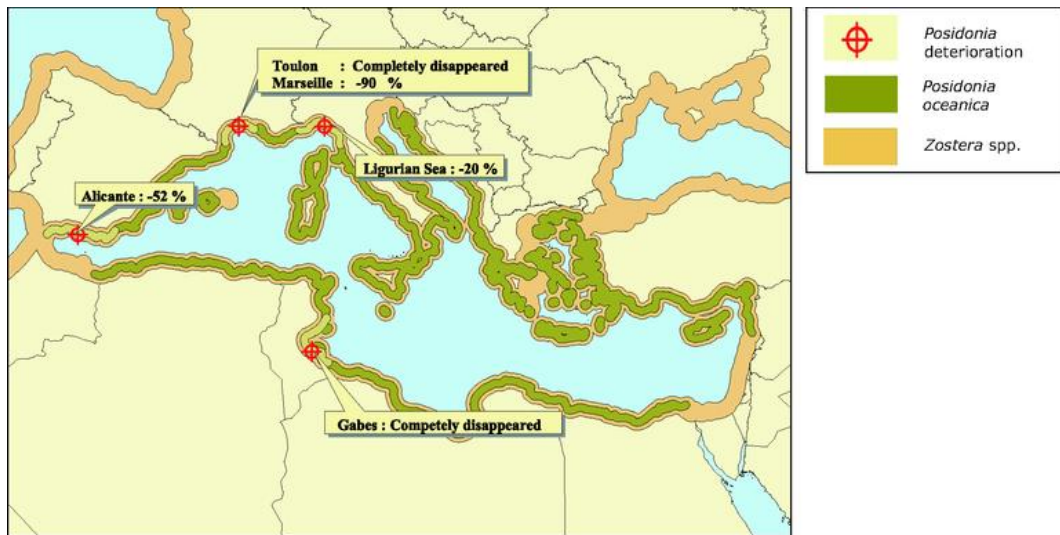 Toulon : Completely disappeared
Marseille : -90 %
Ligurian Sea : -20 %
Alicante : -52 %
Gabes : Competely disappeared
Posidonia
deterioration
Posidonia
oceanica
Zostera spp.